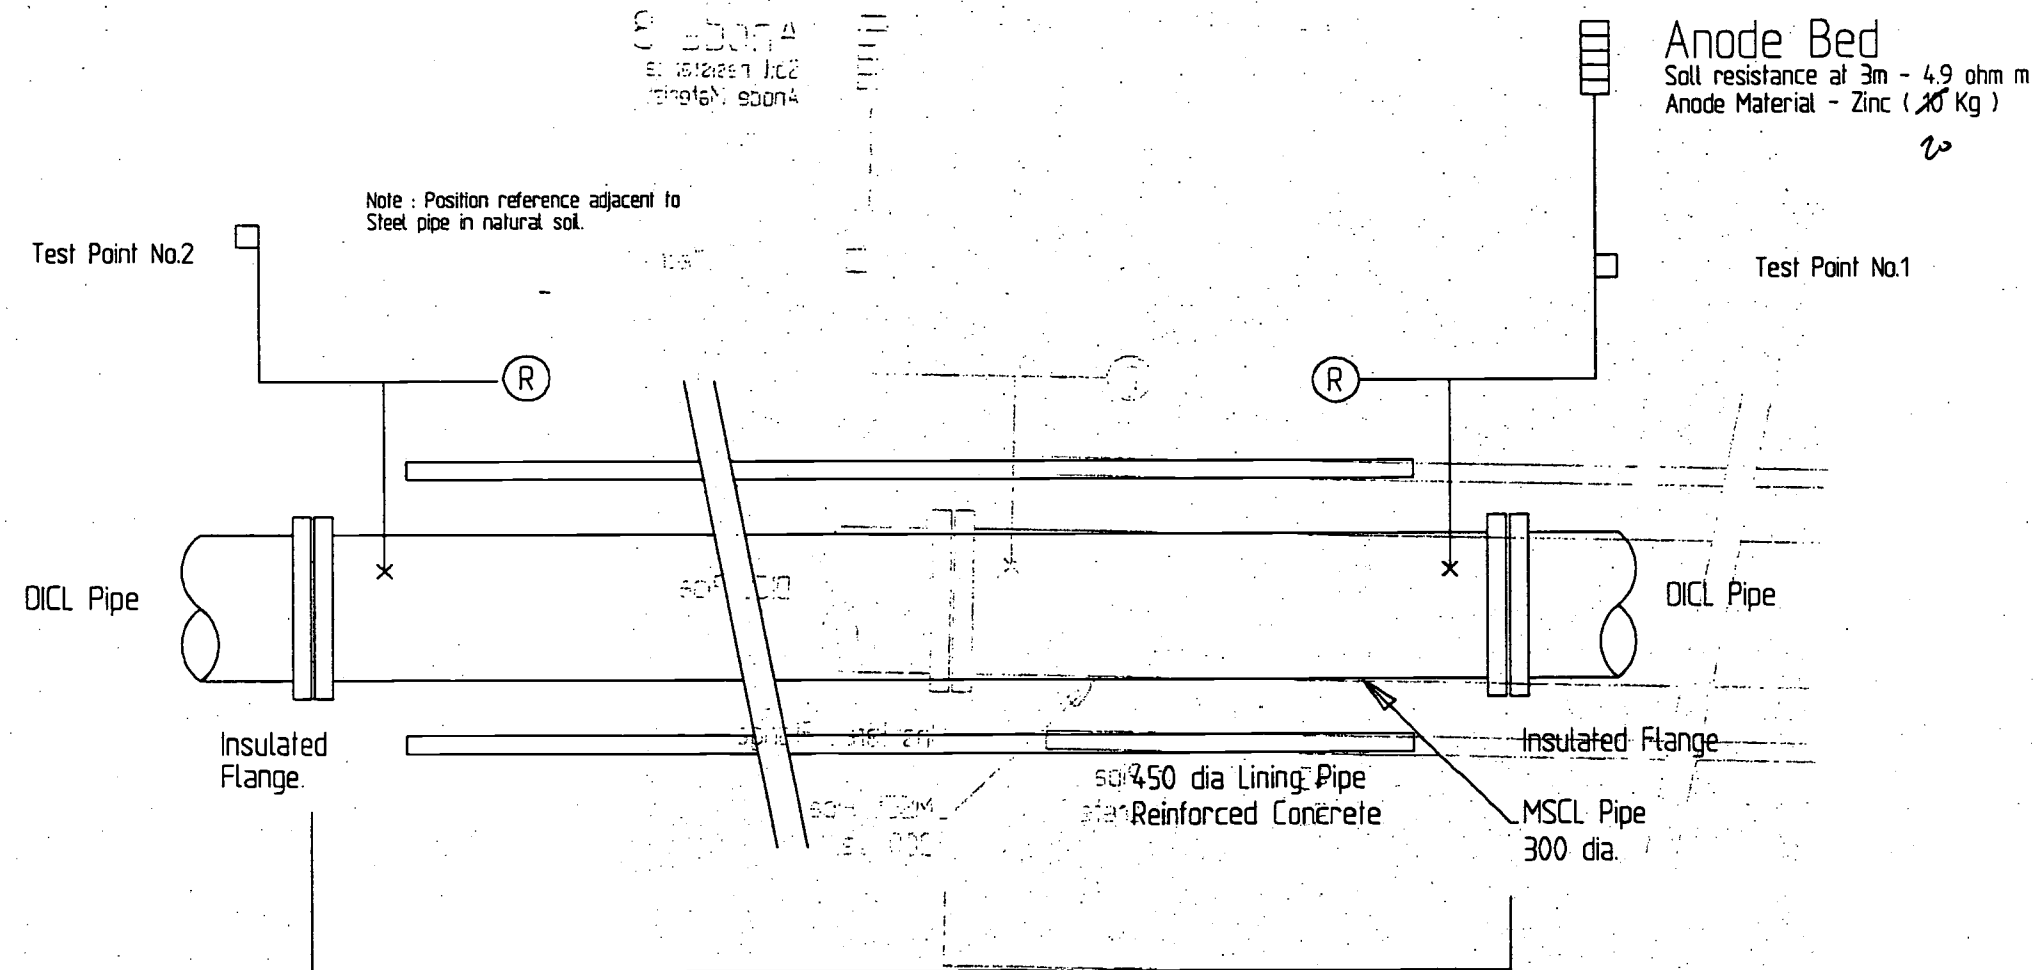 Anode Bed
Soil resistance at 3m - 4.9 ohm m
Anode Material - Zinc ( 10 Kg )
20
Note : Position reference adjacent to
Steel pipe in natural soil.
Test Point No.2
Test Point No.1
R
R
DICL Pipe
DICL Pipe
Insulated
Flange.
Insulated Flange
450 dia Lining Pipe
Reinforced Concrete
MSCL Pipe
300 dia.